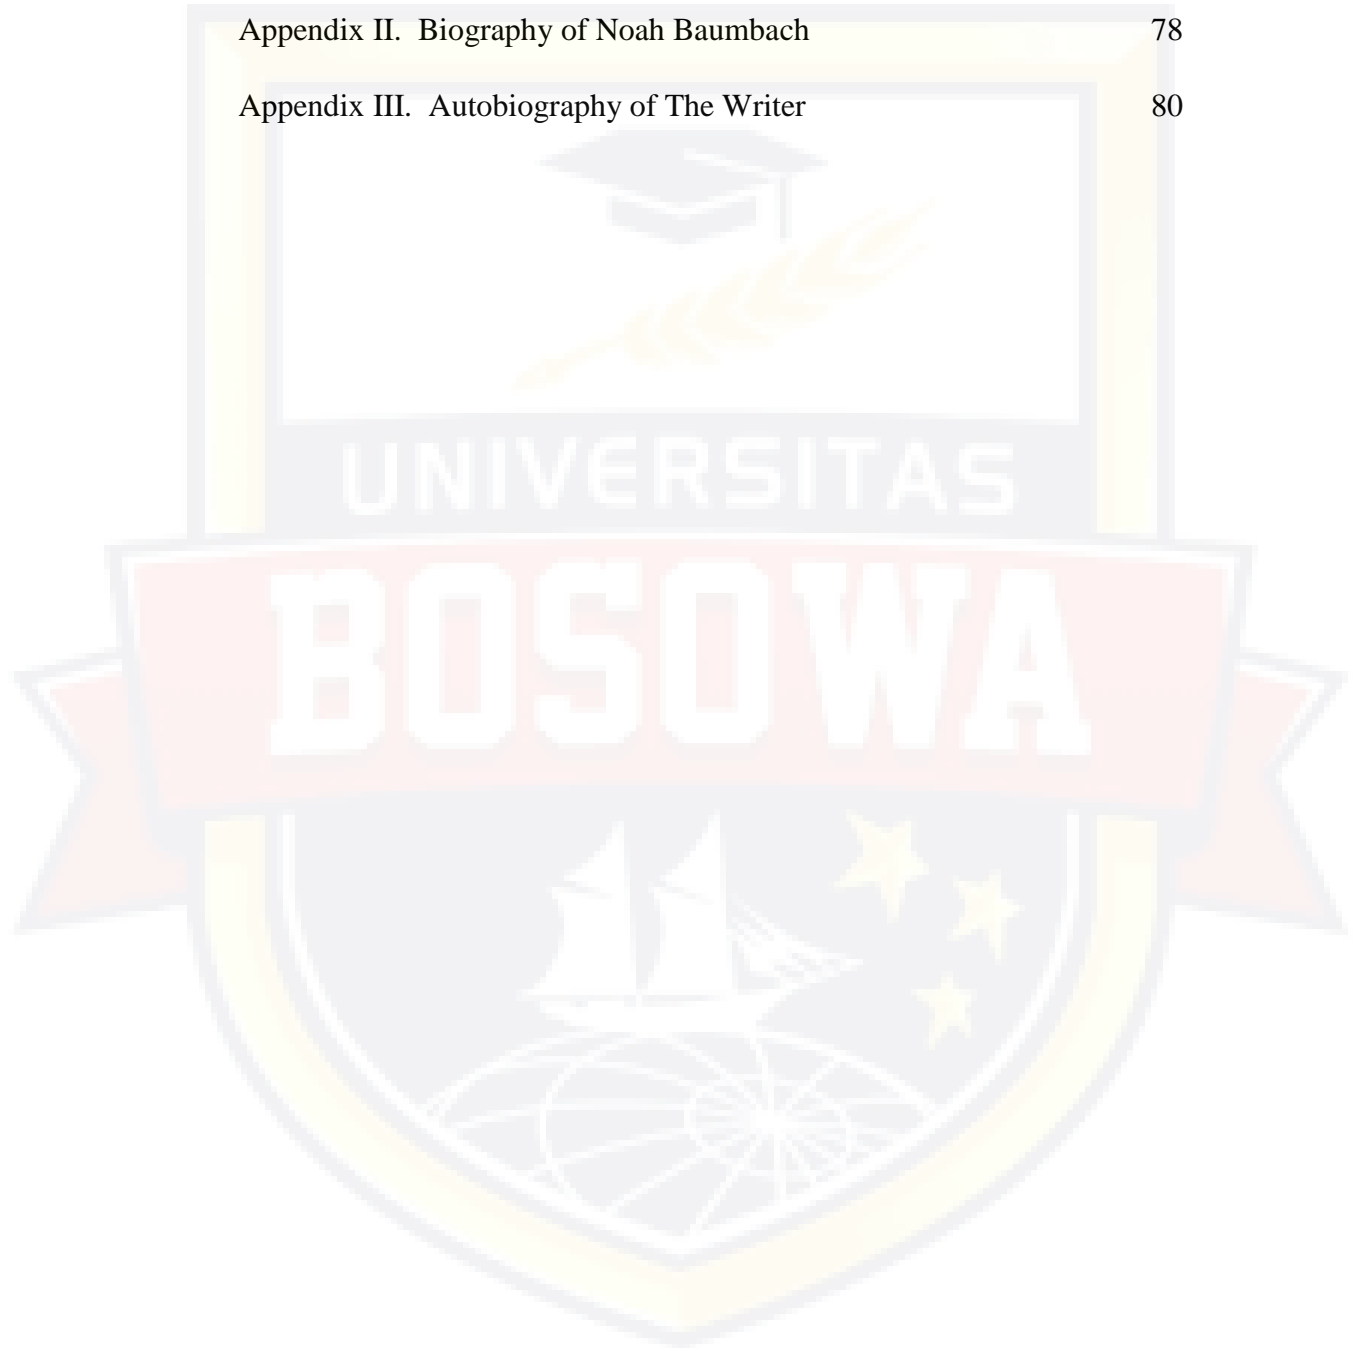 Appendix II. Biography of Noah Baumbach 78
Appendix III. Autobiography of The Writer 80
UNIVERSITAS
BOSOWA